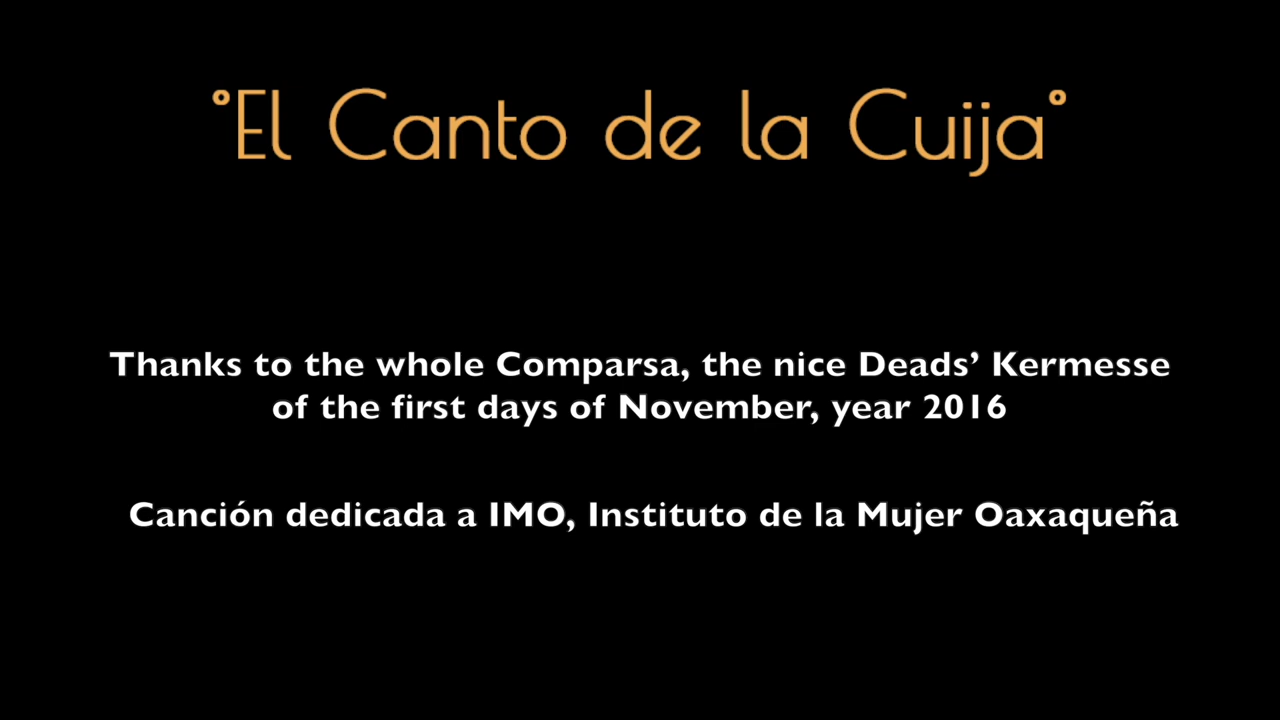 °El Canto de la Cuija°
Thanks to the whole Comparsa, the nice Deads’ Kermesse
of the first days of November, year 2016
Canción dedicada a IMO, Instituto de la Mujer Oaxaqueña